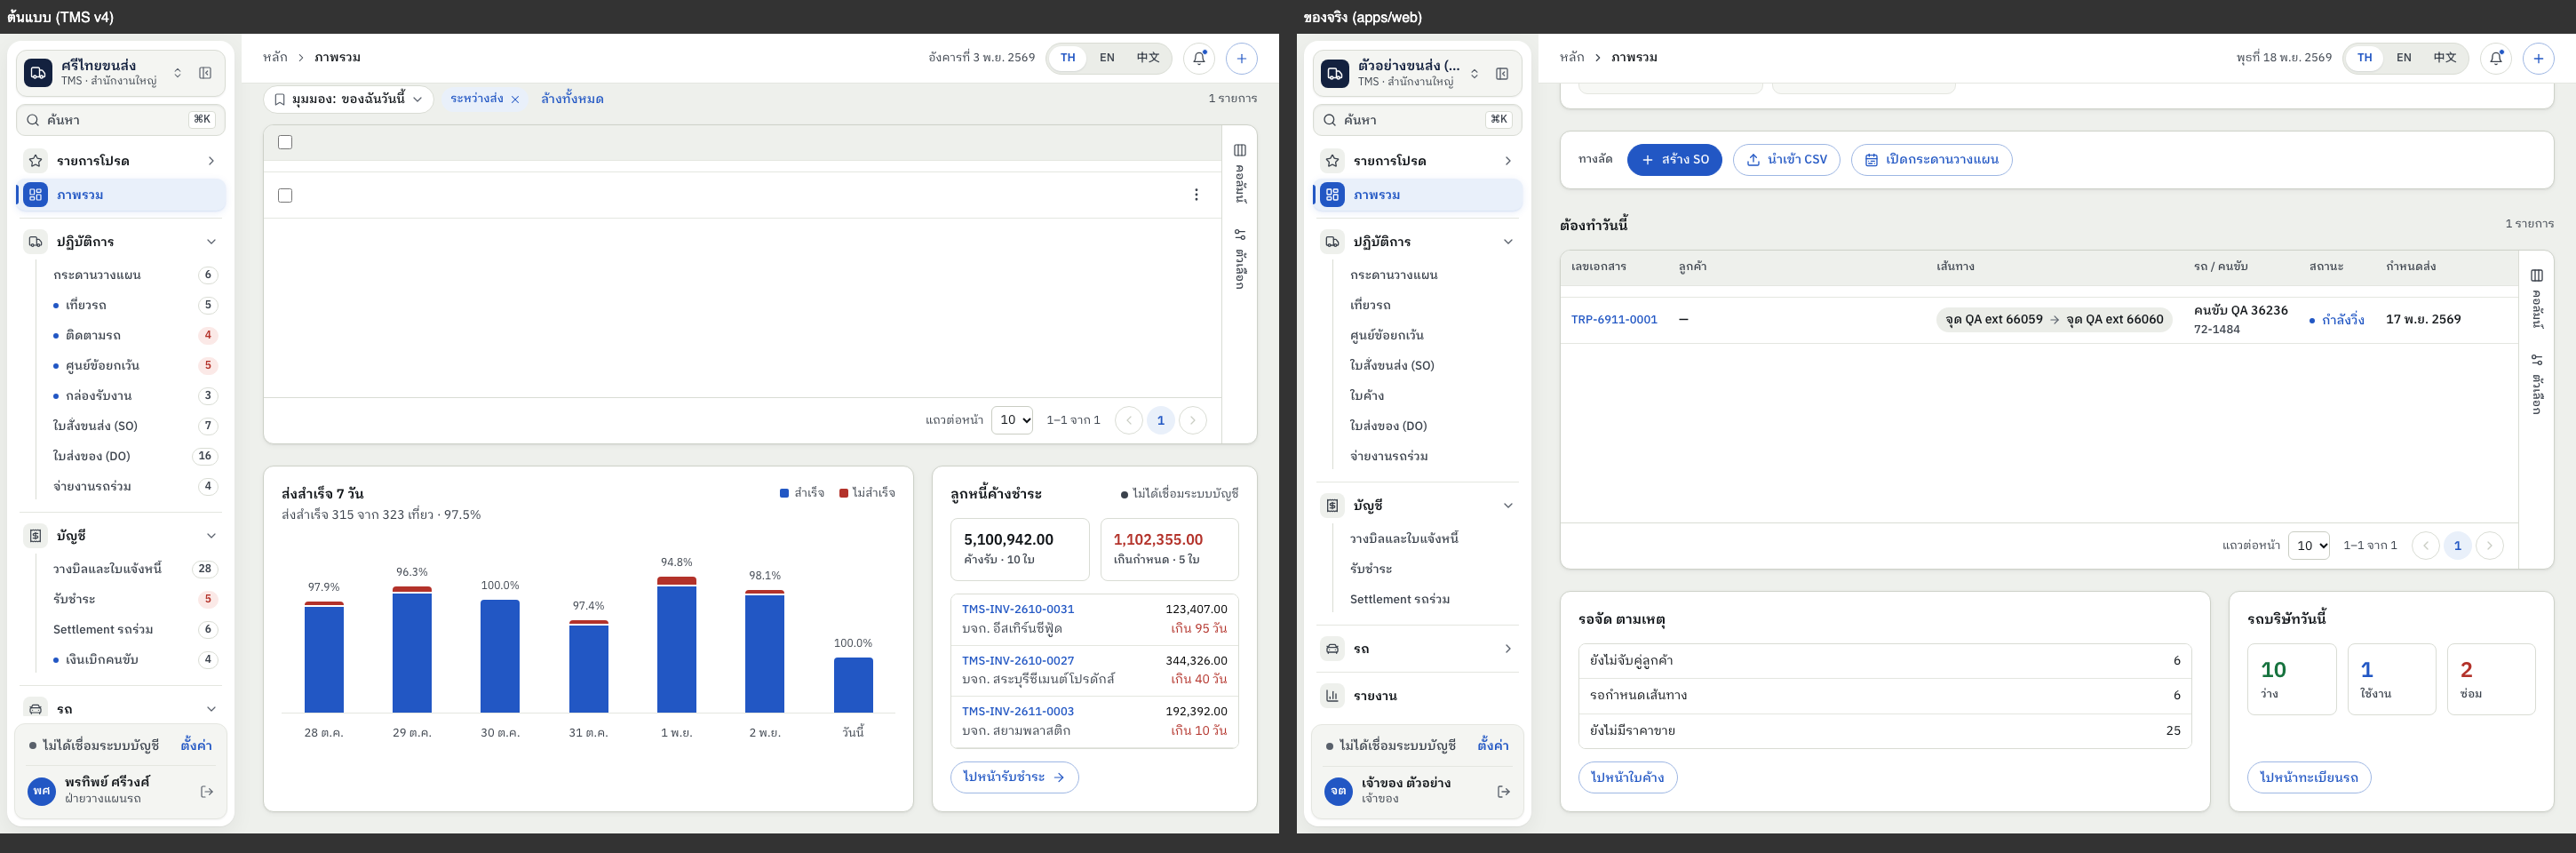 ต้นแบบ (TMS v4)
ศรีไทยขนส่ง
TMS · สำนักงานใหญ่
ค้นหา
⌘K
รายการโปรด
ภาพรวม
ปฏิบัติการ
กระดานวางแผน 6
เที่ยวรถ 5
ติดตามรถ 4
ศูนย์ข้อยกเว้น 5
กล่องรับงาน 3
ใบสั่งขนส่ง (SO) 7
ใบส่งของ (DO) 16
จ่ายงานรถร่วม 4
บัญชี
วางบิลและใบแจ้งหนี้ 28
รับชำระ 5
Settlement รถร่วม 6
เงินเบิกคนขับ 4
รถ
ไม่ได้เชื่อมระบบบัญชี ตั้งค่า
พศ
พรทิพย์ ศรีวงศ์
ฝ่ายวางแผนรถ
หลัก > ภาพรวม
อังคารที่ 3 พ.ย. 2569 TH EN 中文
มุมมอง: ของฉันวันนี้ ระหว่างส่ง × ล้างทั้งหมด
1 รายการ
คอลัมน์
ตัวเลือก
แถวต่อหน้า 10 1–1 จาก 1 1
ส่งสำเร็จ 7 วัน
สำเร็จ ไม่สำเร็จ
ส่งสำเร็จ 315 จาก 323 เที่ยว · 97.5%
97.9% 96.3% 100.0% 97.4% 94.8% 98.1% 100.0%
28 ต.ค. 29 ต.ค. 30 ต.ค. 31 ต.ค. 1 พ.ย. 2 พ.ย. วันนี้
ลูกหนี้ค้างชำระ ไม่ได้เชื่อมระบบบัญชี
5,100,942.00 1,102,355.00
ค้างรับ · 10 ใบ เกินกำหนด · 5 ใบ
TMS-INV-2610-0031 123,407.00
บจก. อีสเทิร์นซีฟู้ด เกิน 95 วัน
TMS-INV-2610-0027 344,326.00
บจก. สระบุรีซีเมนต์โปรดักส์ เกิน 40 วัน
TMS-INV-2611-0003 192,392.00
บจก. สยามพลาสติก เกิน 10 วัน
ไปหน้ารับชำระ →
ของจริง (apps/web)
ตัวอย่างขนส่ง (...
TMS · สำนักงานใหญ่
ค้นหา
⌘K
รายการโปรด
ภาพรวม
ปฏิบัติการ
กระดานวางแผน
เที่ยวรถ
ศูนย์ข้อยกเว้น
ใบสั่งขนส่ง (SO)
ใบค้าง
ใบส่งของ (DO)
จ่ายงานรถร่วม
บัญชี
วางบิลและใบแจ้งหนี้
รับชำระ
Settlement รถร่วม
รถ
รายงาน
ไม่ได้เชื่อมระบบบัญชี ตั้งค่า
จต
เจ้าของ ตัวอย่าง
เจ้าของ
หลัก > ภาพรวม
พุธที่ 18 พ.ย. 2569 TH EN 中文
ทางลัด + สร้าง SO นำเข้า CSV เปิดกระดานวางแผน
ต้องทำวันนี้
1 รายการ
เลขเอกสาร ลูกค้า เส้นทาง รถ / คนขับ สถานะ กำหนดส่ง
TRP-6911-0001 — จุด QA ext 66059 → จุด QA ext 66060 คนขับ QA 36236 กำลังวิ่ง 17 พ.ย. 2569
72-1484
คอลัมน์
ตัวเลือก
แถวต่อหน้า 10 1–1 จาก 1 1
รอจัด ตามเหตุ
ยังไม่จับคู่ลูกค้า 6
รอกำหนดเส้นทาง 6
ยังไม่มีราคาขาย 25
ไปหน้าใบค้าง
รถบริษัทวันนี้
10 1 2
ว่าง ใช้งาน ซ่อม
ไปหน้าทะเบียนรถ